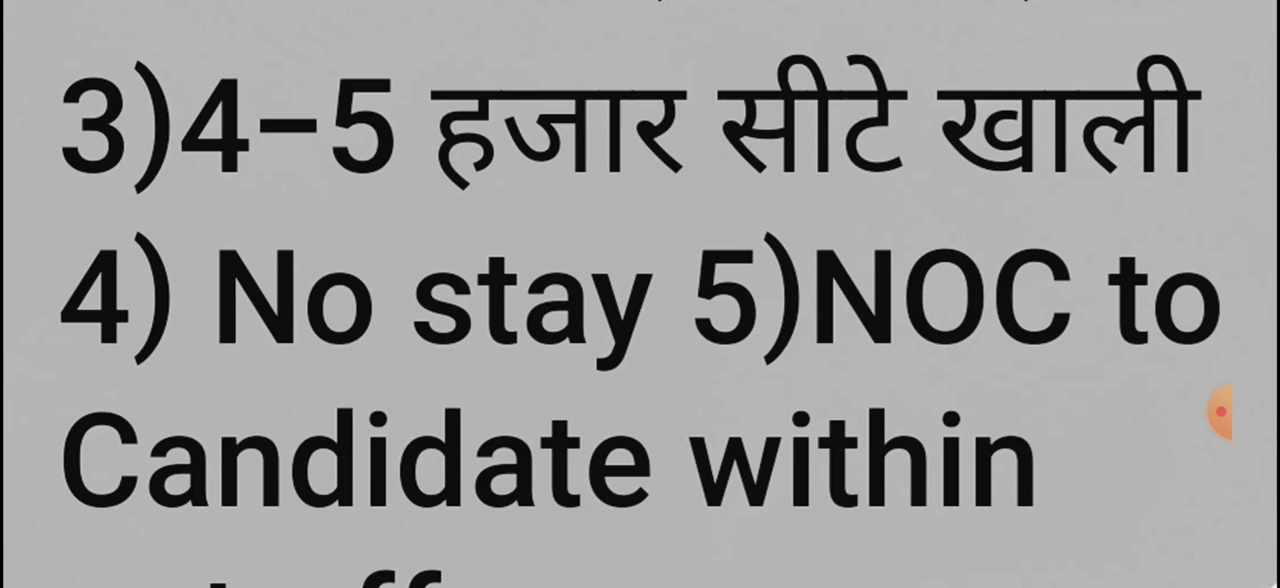 3)4-5 हजार सीटे खाली
4) No stay 5)NOC to
Candidate within